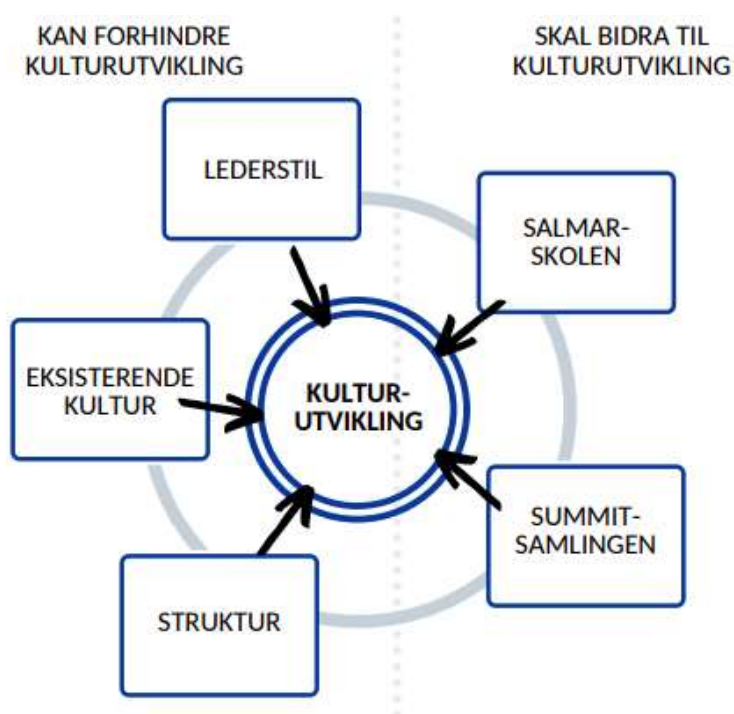 KAN FORHINDRE
KULTURUTVIKLING
SKAL BIDRA TIL
KULTURUTVIKLING
LEDERSTIL
SALMAR-
SKOLEN
EKSISTERENDE
KULTUR
KULTUR-
UTVIKLING
SUMMIT-
SAMLINGEN
STRUKTUR